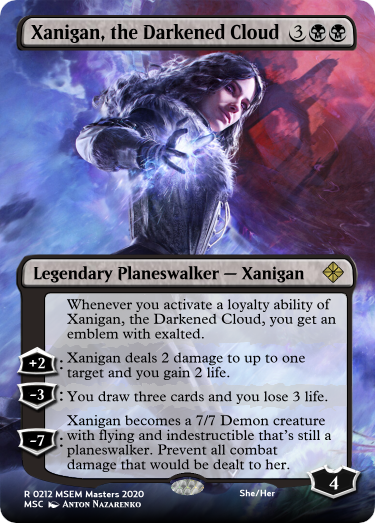 Xanigan, the Darkened Cloud 3
Legendary Planeswalker — Xanigan
Whenever you activate a loyalty ability of
Xanigan, the Darkened Cloud, you get an
emblem with exalted.
+2: Xanigan deals 2 damage to up to one
target and you gain 2 life.
-3: You draw three cards and you lose 3 life.
Xanigan becomes a 7/7 Demon creature
-7: with flying and indestructible that's still a
planeswalker. Prevent all combat
damage that would be dealt to her.
4
R 0212 MSEM Masters 2020
She/Her
MSC Anton Nazarenko